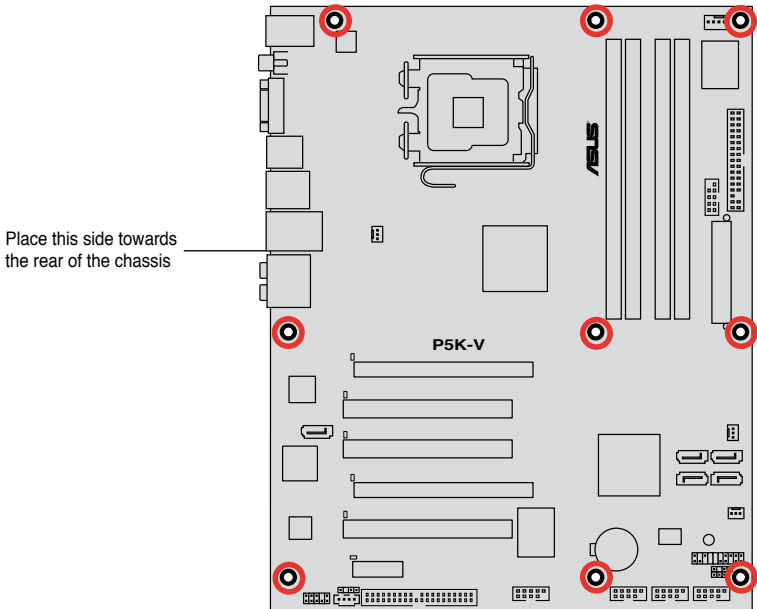 ASUS
Place this side towards
the rear of the chassis
P5K-V